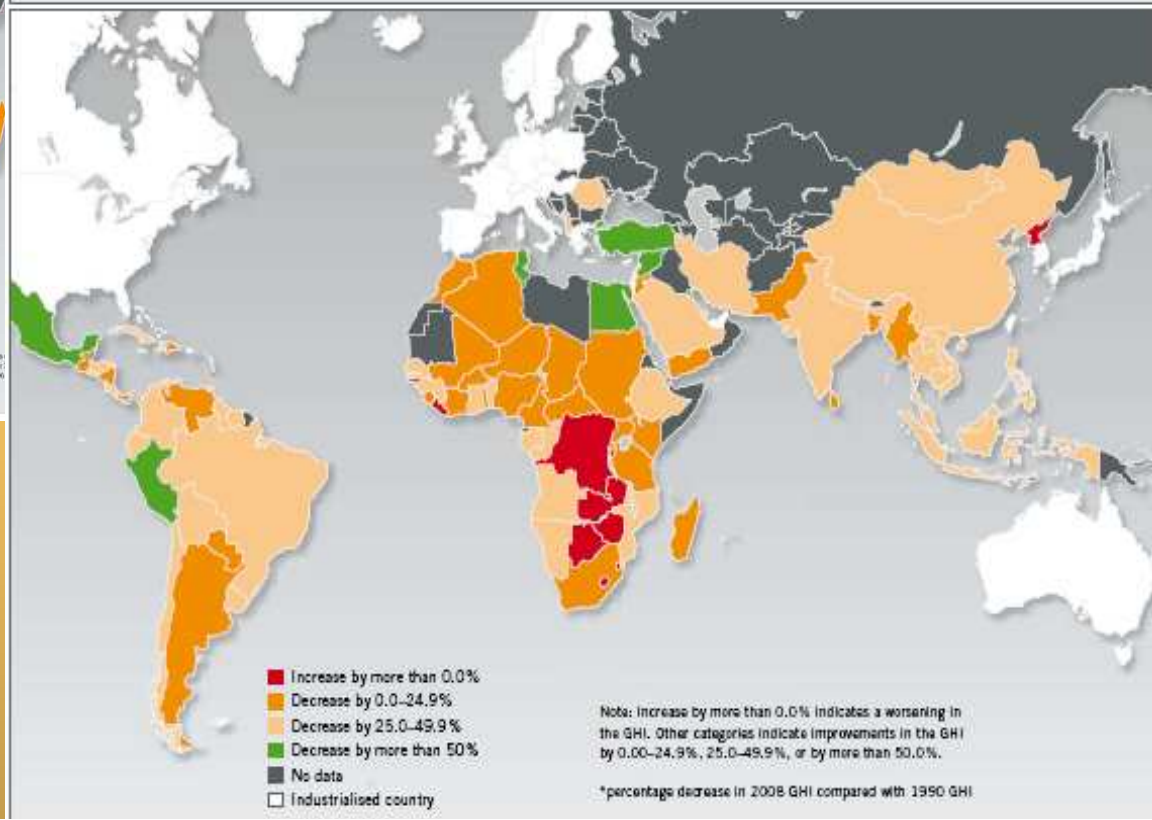 Increase by more than 0.0%
Decrease by 0.0–24.9%
Decrease by 25.0–49.9%
Decrease by more than 50%
No data
Industrialised country
Note: Increase by more than 0.0% indicates a worsening in
the GHI. Other categories indicate improvements in the GHI
by 0.00–24.9%, 25.0–49.9%, or by more than 50.0%.
*percentage decrease in 2008 GHI compared with 1990 GHI